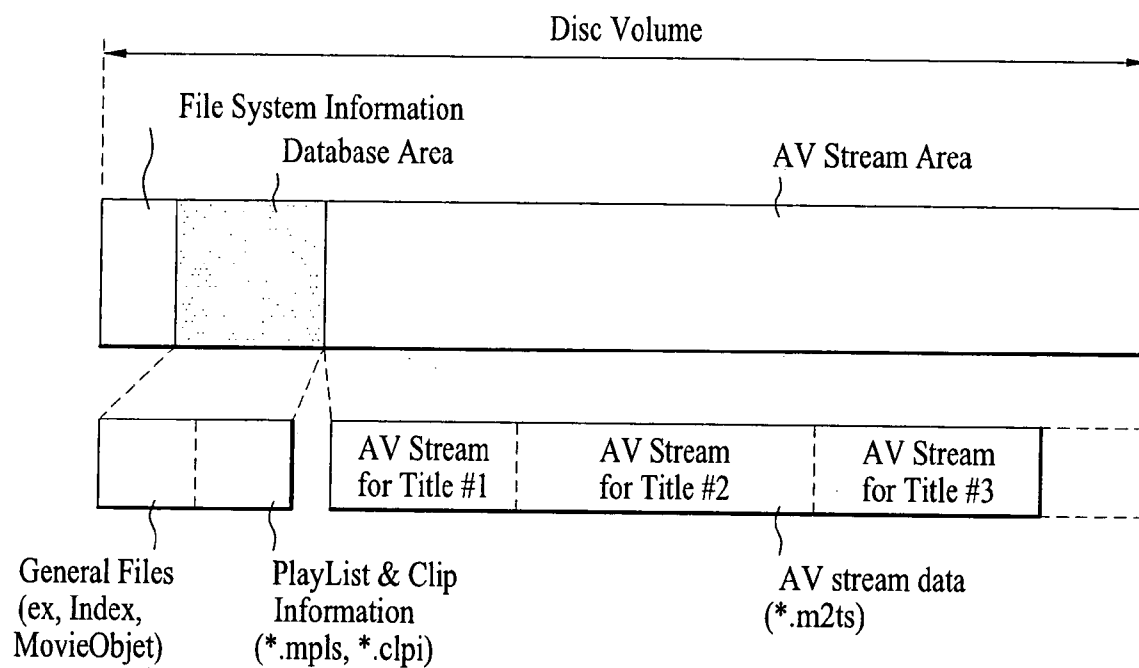 Disc Volume
File System Information
Database Area
AV Stream Area
AV Stream
for Title #1
AV Stream
for Title #2
AV Stream
for Title #3
General Files
(ex, Index,
MovieObjet)
PlayList & Clip
Information
(*.mpls, *.clpi)
AV stream data
(*.m2ts)